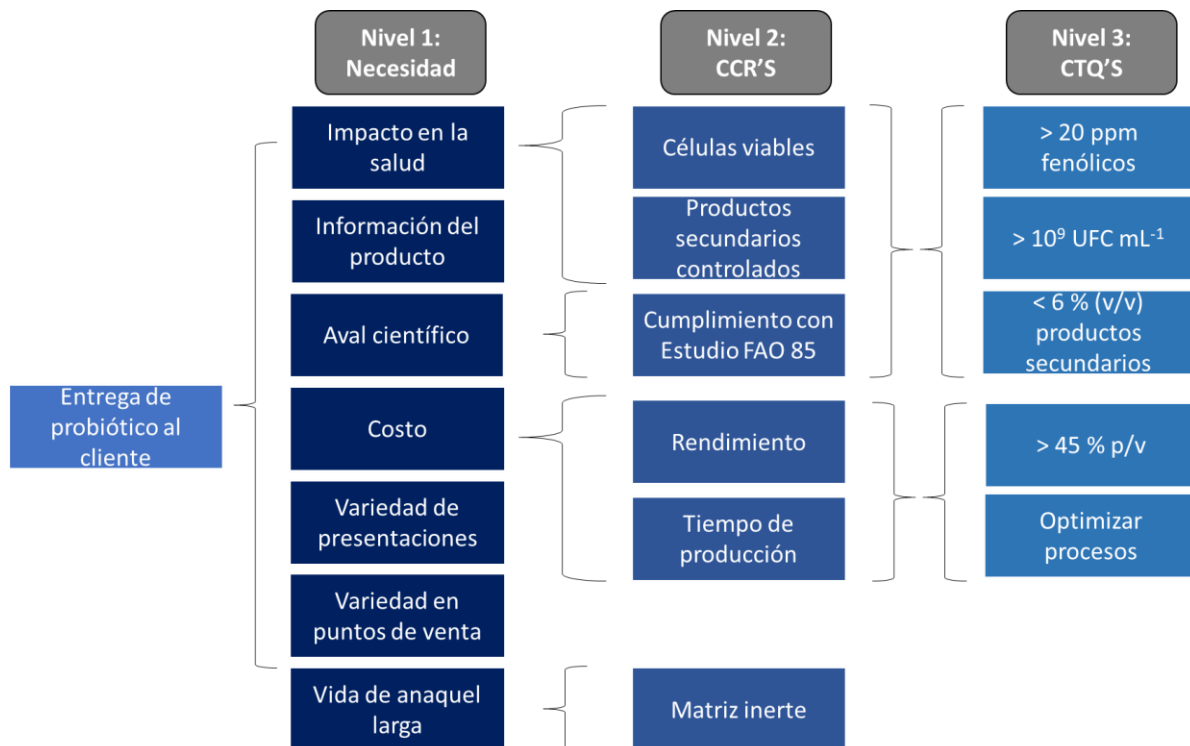 Nivel 1:
Necesidad
Nivel 2:
CCR'S
Nivel 3:
CTQ'S
Entrega de
probiótico al
cliente
Impacto en la
salud
Información del
producto
Aval científico
Costo
Variedad de
presentaciones
Variedad en
puntos de venta
Vida de anaquel
larga
Células viables
Productos
secundarios
controlados
Cumplimiento con
Estudio FAO 85
Rendimiento
Tiempo de
producción
Matriz inerte
> 20 ppm
fenólicos
> 10⁹ UFC mL⁻¹
< 6 % (v/v)
productos
secundarios
> 45 % p/v
Optimizar
procesos